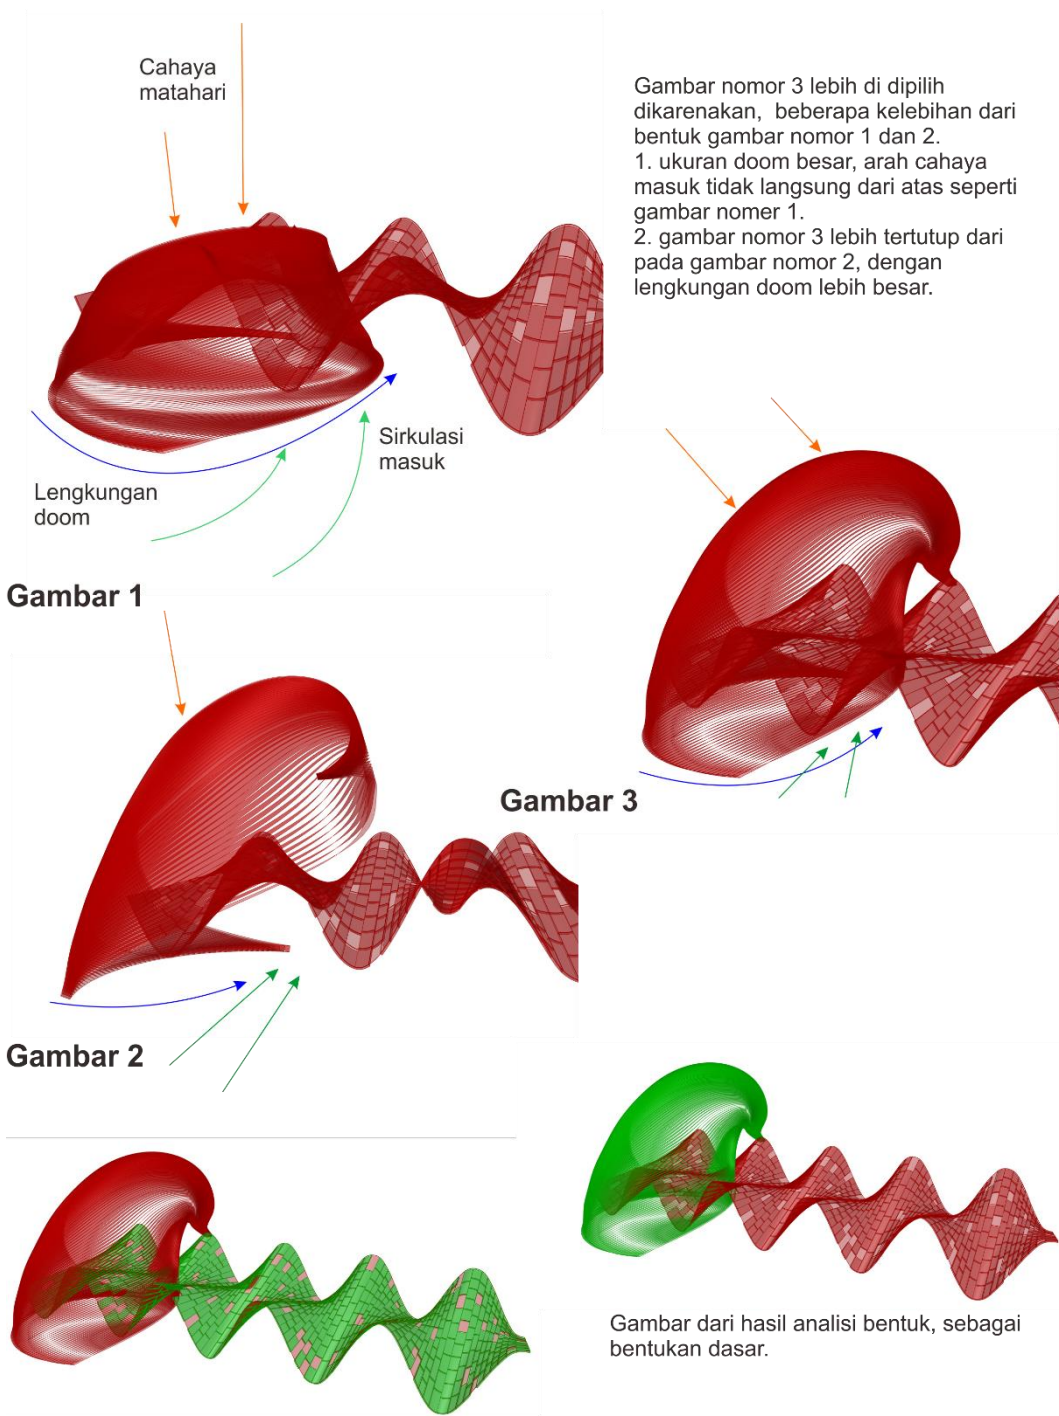 Cahaya
matahari
Gambar nomor 3 lebih di dipilih
dikarenakan, beberapa kelebihan dari
bentuk gambar nomor 1 dan 2.
1. ukuran doom besar, arah cahaya
masuk tidak langsung dari atas seperti
gambar nomer 1.
2. gambar nomor 3 lebih tertutup dari
pada gambar nomor 2, dengan
lengkungan doom lebih besar.
Sirkulasi
masuk
Lengkungan
doom
Gambar 1
Gambar 3
Gambar 2
Gambar dari hasil analisi bentuk, sebagai
bentukan dasar.